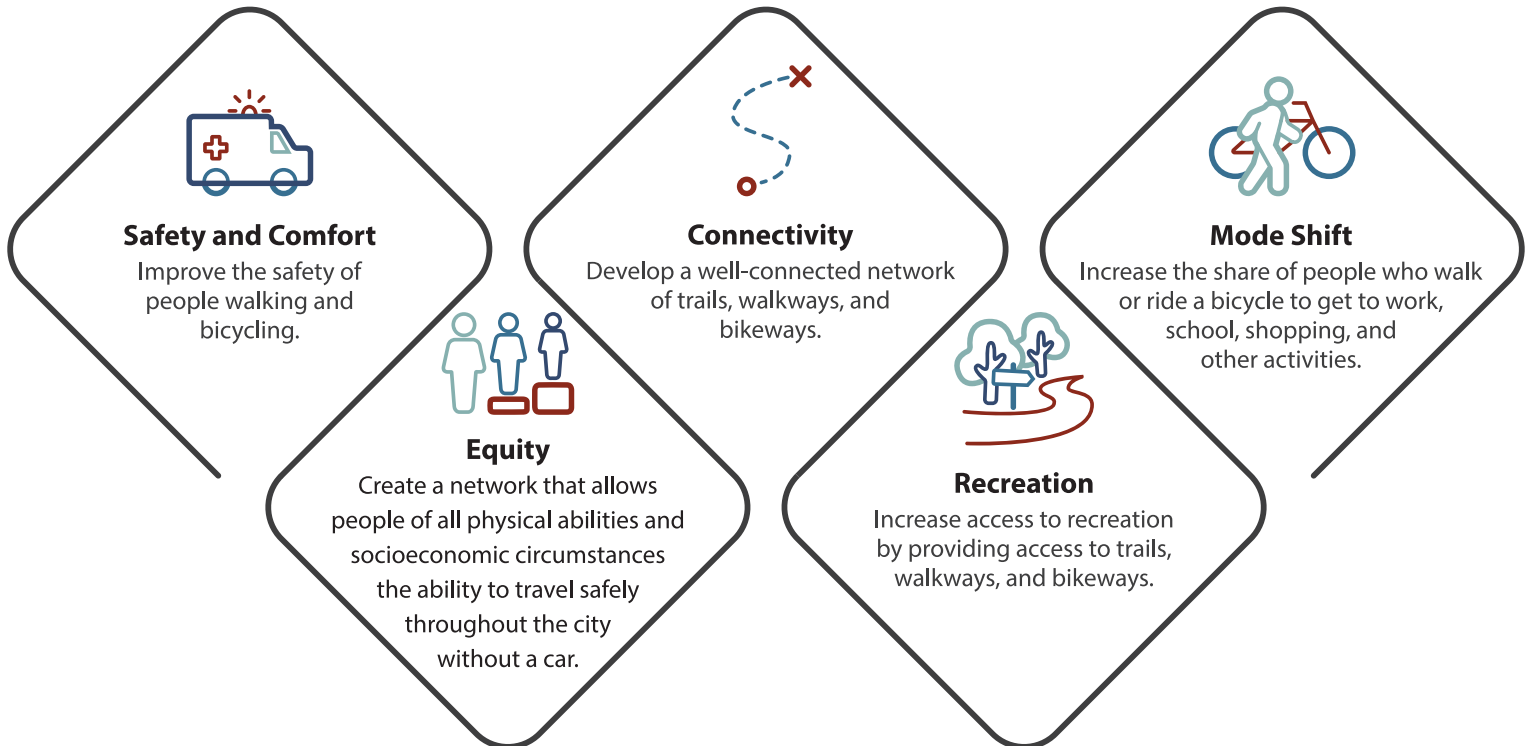 Safety and Comfort
Improve the safety of
people walking and
bicycling.
Equity
Create a network that allows
people of all physical abilities and
socioeconomic circumstances
the ability to travel safely
throughout the city
without a car.
Connectivity
Develop a well-connected network
of trails, walkways, and
bikeways.
Recreation
Increase access to recreation
by providing access to trails,
walkways, and bikeways.
Mode Shift
Increase the share of people who walk
or ride a bicycle to get to work,
school, shopping, and
other activities.